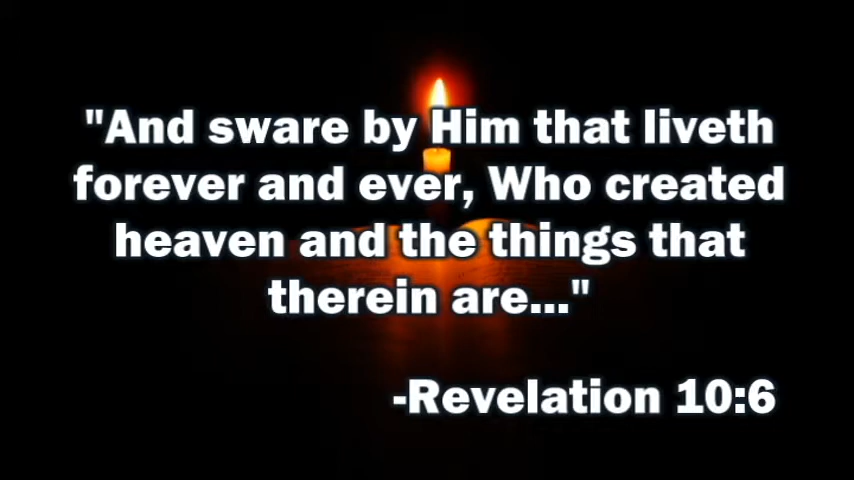 "And sware by Him that liveth
forever and ever, Who created
heaven and the things that
therein are..."
-Revelation 10:6